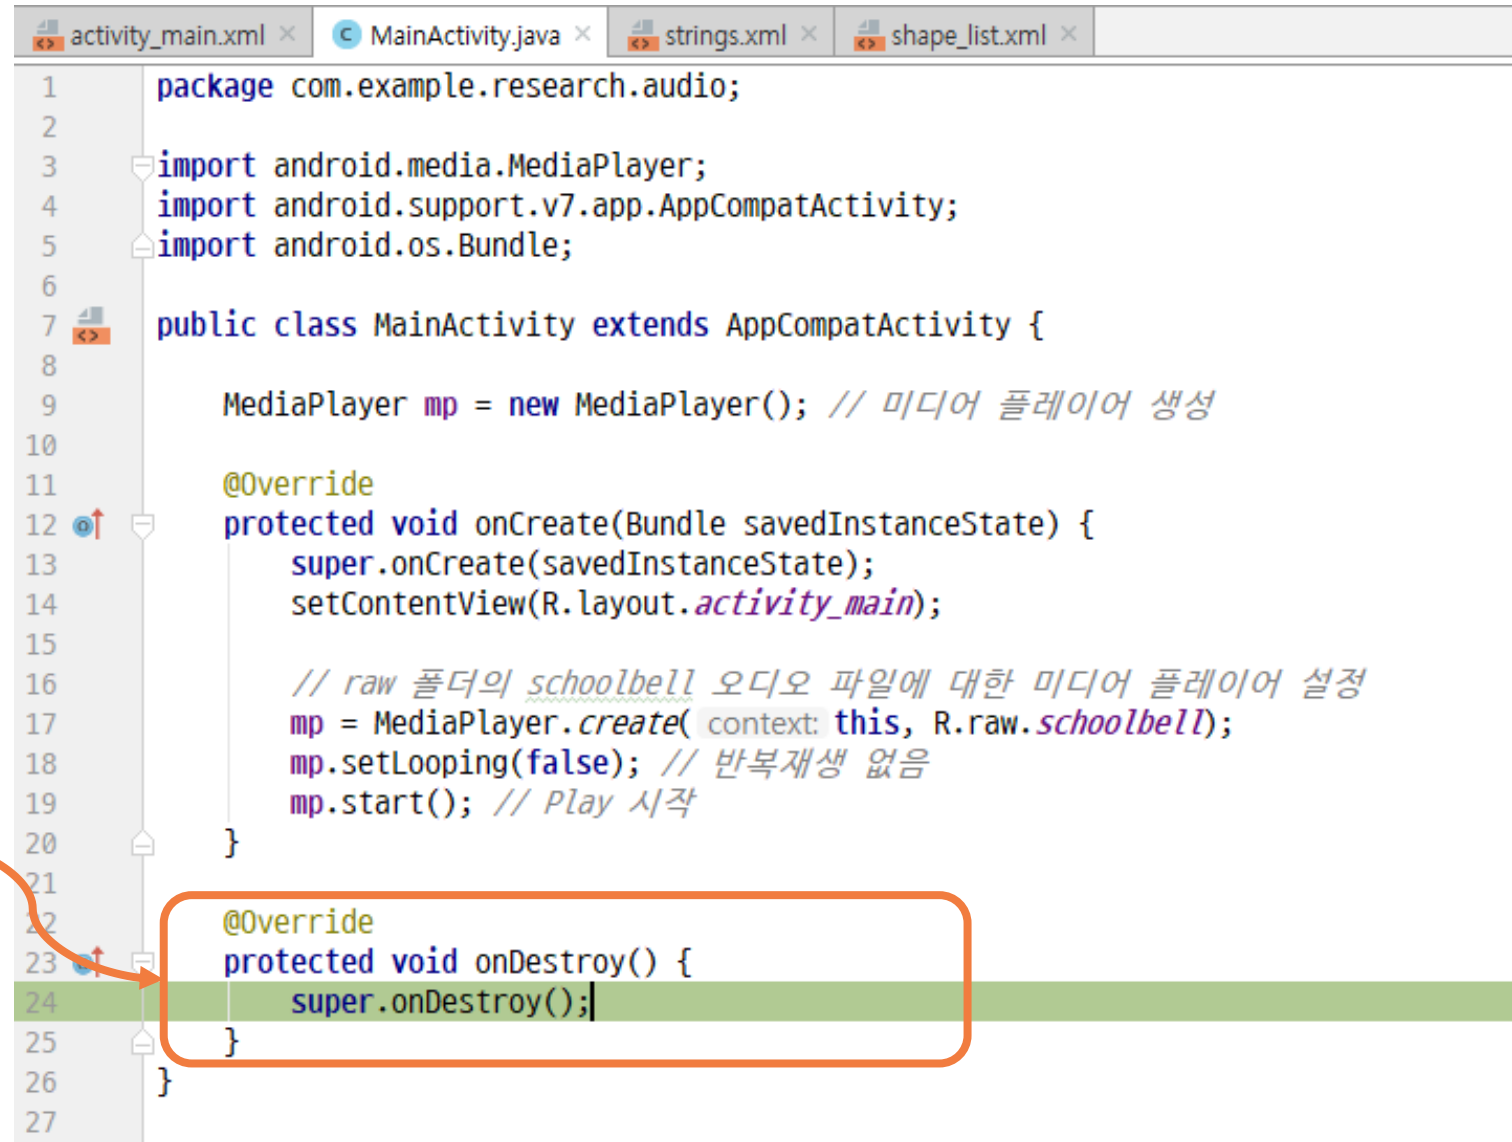 activity_main.xml MainActivity.java strings.xml shape_list.xml
1 package com.example.research.audio;
2
3 import android.media.MediaPlayer;
4 import android.support.v7.app.AppCompatActivity;
5 import android.os.Bundle;
6
7 public class MainActivity extends AppCompatActivity {
8
9 MediaPlayer mp = new MediaPlayer(); // 미디어 플레이어 생성
10
11 @Override
12 protected void onCreate(Bundle savedInstanceState) {
13 super.onCreate(savedInstanceState);
14 setContentView(R.layout.activity_main);
15
16 // raw 폴더의 schoolbell 오디오 파일에 대한 미디어 플레이어 설정
17 mp = MediaPlayer.create( context: this, R.raw.schoolbell);
18 mp.setLooping(false); // 반복재생 없음
19 mp.start(); // Play 시작
20 }
21
22 @Override
23 protected void onDestroy() {
24 super.onDestroy();
25 }
26 }
27